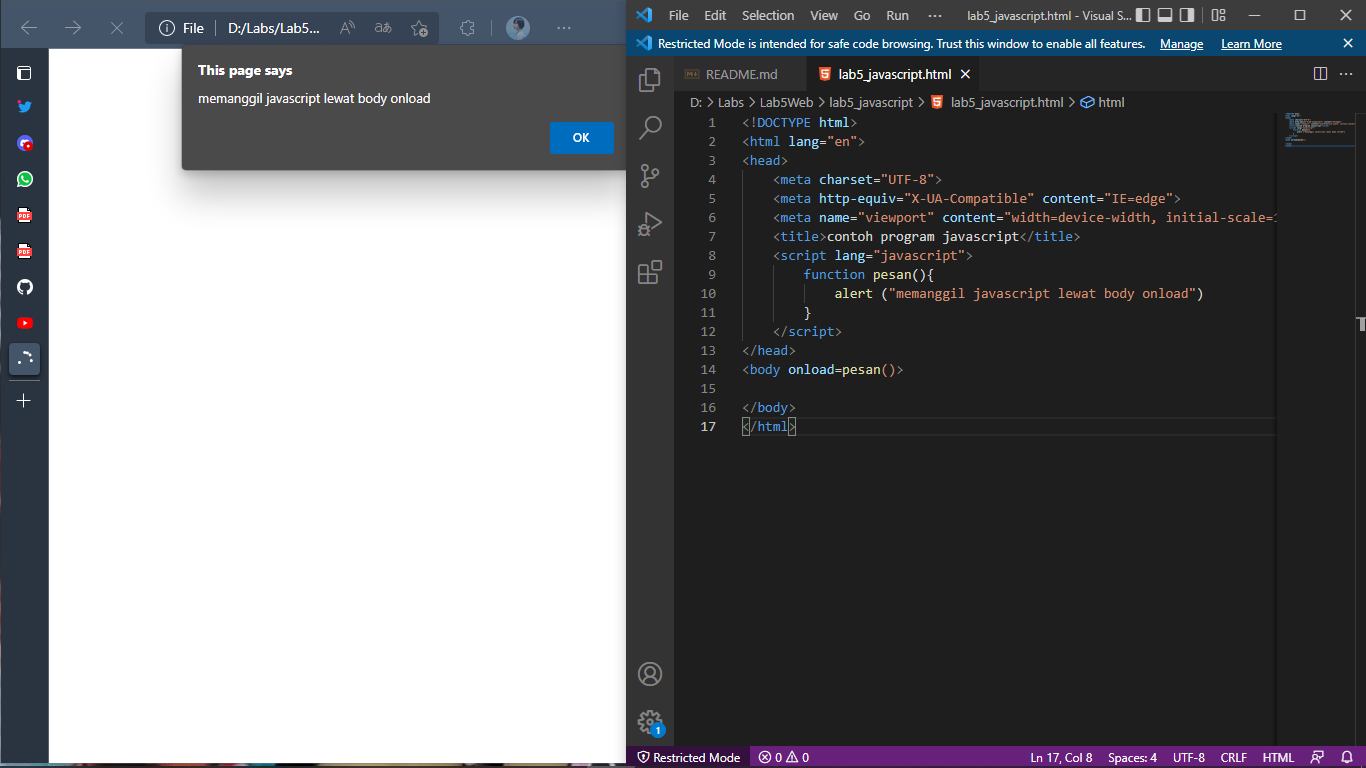 File
D:/Labs/Lab5...
This page says
memanggil javascript lewat body onload
OK
PDF
PDF
File Edit Selection View Go Run ... lab5_javascript.html - Visual S...
Restricted Mode is intended for safe code browsing. Trust this window to enable all features. Manage Learn More
README.md lab5_javascript.html
D: > Labs > Lab5Web > lab5_javascript > lab5_javascript.html > html
1 <!DOCTYPE html>
2 <html lang="en">
3 <head>
4 <meta charset="UTF-8">
5 <meta http-equiv="X-UA-Compatible" content="IE=edge">
6 <meta name="viewport" content="width=device-width, initial-scale=1
7 <title>contoh program javascript</title>
8 <script lang="javascript">
9 function pesan(){
10 alert ("memanggil javascript lewat body onload")
11 }
12 </script>
13 </head>
14 <body onload=pesan()>
15
16 </body>
17 </html>
1
Restricted Mode 0 0 Ln 17, Col 8 Spaces: 4 UTF-8 CRLF HTML